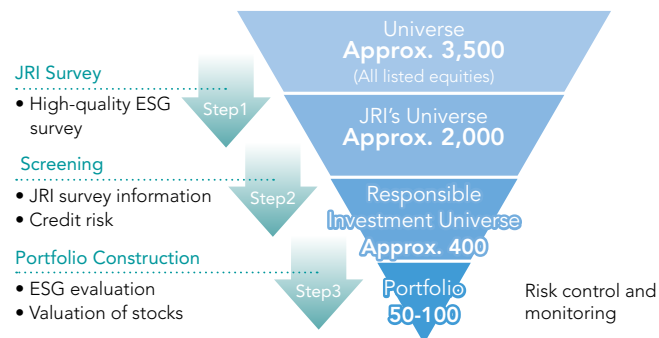 Universe
Approx. 3,500
(All listed equities)
JRI Survey
• High-quality ESG
survey
Step1
JRI's Universe
Approx. 2,000
Screening
• JRI survey information
• Credit risk
Step2
Responsible
Investment Universe
Approx. 400
Portfolio Construction
• ESG evaluation
• Valuation of stocks
Step3
Portfolio
50-100
Risk control and
monitoring